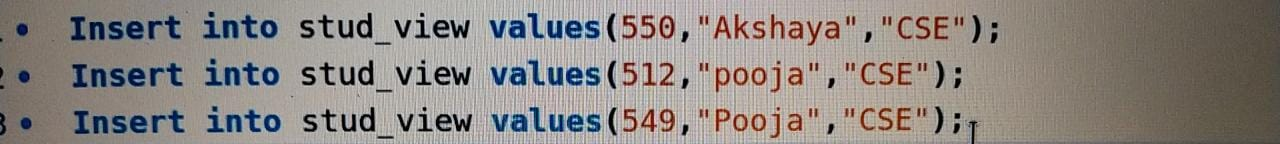 Insert into stud_view values(550,"Akshaya","CSE");
Insert into stud_view values(512,"pooja","CSE");
Insert into stud_view values(549,"Pooja","CSE");